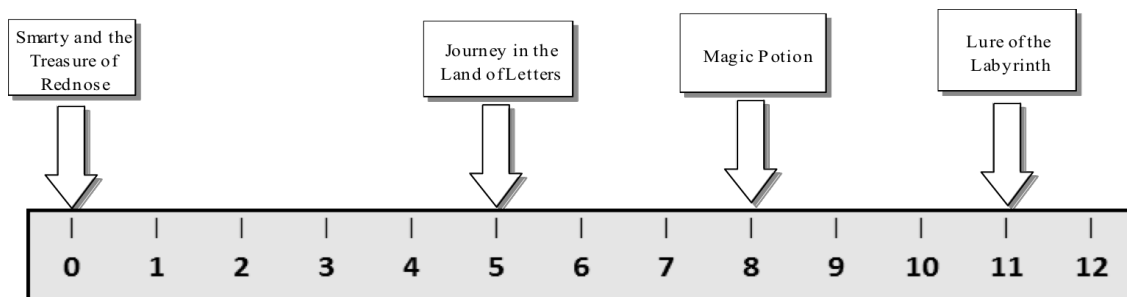 Smarty and the
Treasure of
Rednose
Journey in the
Land of Letters
Magic Potion
Lure of the
Labyrinth
0 1 2 3 4 5 6 7 8 9 10 11 12